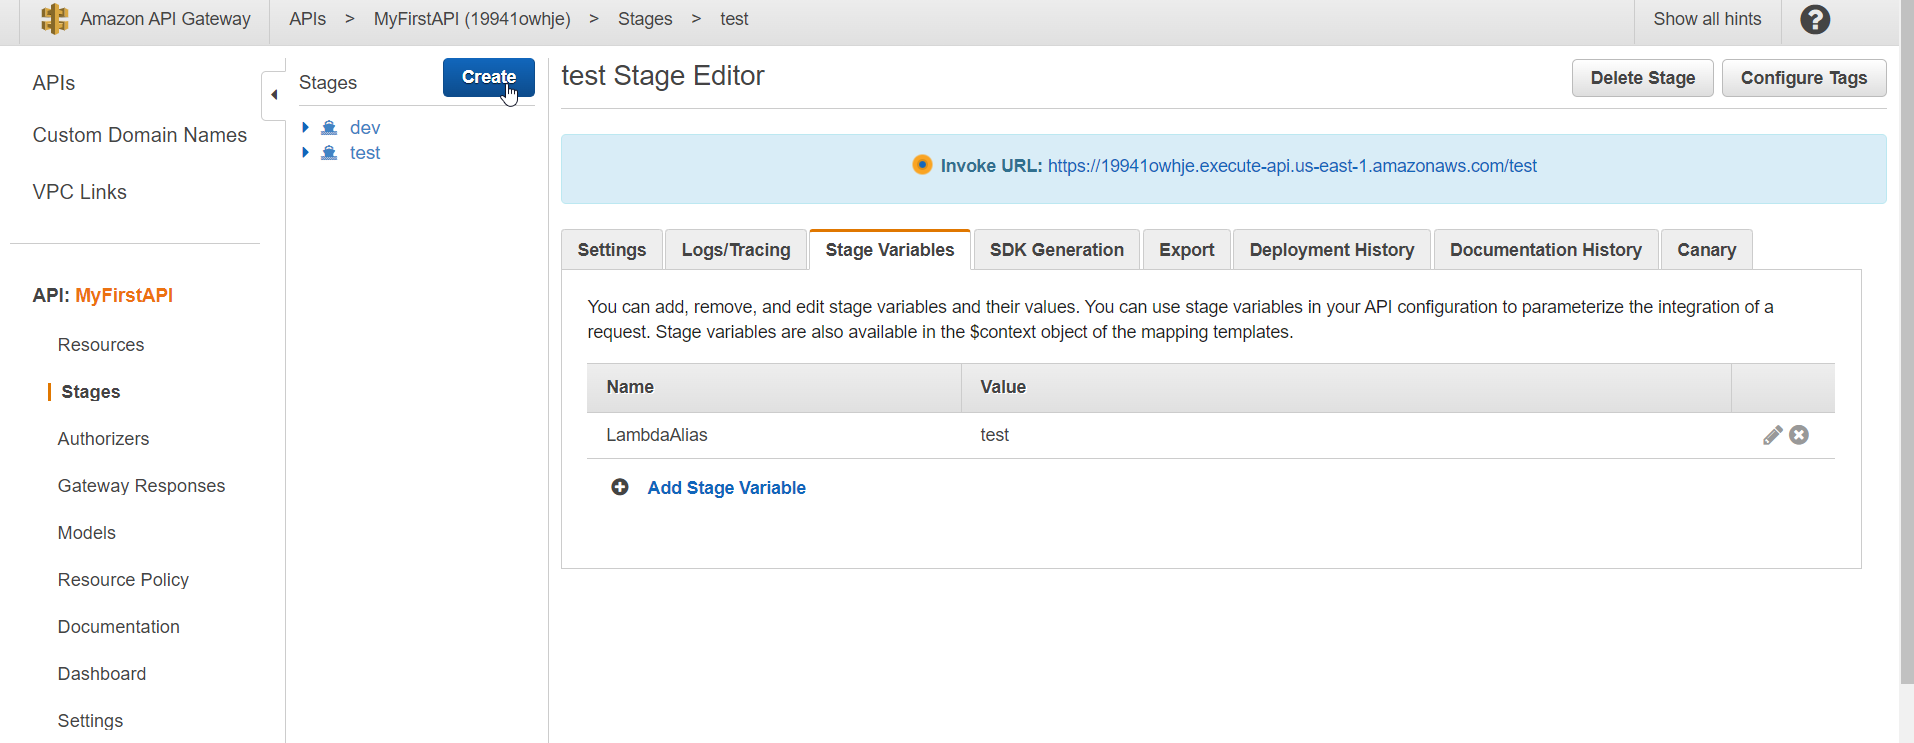 Amazon API Gateway
APIs > MyFirstAPI (19941owhje) > Stages > test
Show all hints
?
APIs
Custom Domain Names
VPC Links
API: MyFirstAPI
Resources
Stages
Authorizers
Gateway Responses
Models
Resource Policy
Documentation
Dashboard
Settings
Stages
Create
dev
test
test Stage Editor
Delete Stage
Configure Tags
Invoke URL: https://19941owhje.execute-api.us-east-1.amazonaws.com/test
Settings
Logs/Tracing
Stage Variables
SDK Generation
Export
Deployment History
Documentation History
Canary
You can add, remove, and edit stage variables and their values. You can use stage variables in your API configuration to parameterize the integration of a
request. Stage variables are also available in the $context object of the mapping templates.
Name Value
LambdaAlias test
Add Stage Variable